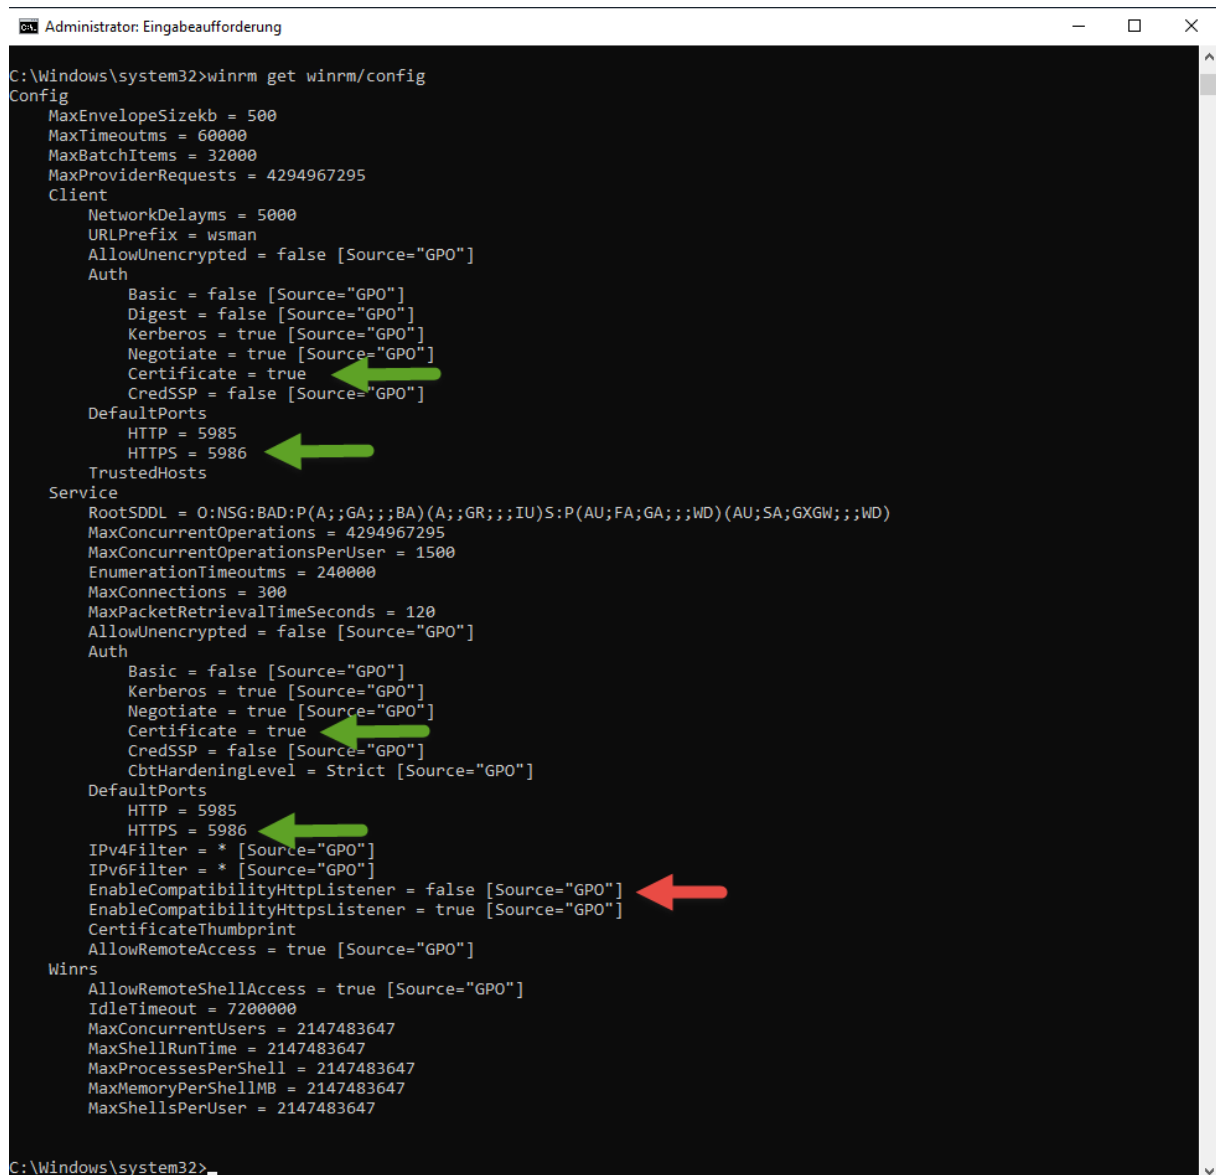 Administrator: Eingabeaufforderung
C:\Windows\system32>winrm get winrm/config
Config
MaxEnvelopeSizekb = 500
MaxTimeoutms = 60000
MaxBatchItems = 32000
MaxProviderRequests = 4294967295
Client
NetworkDelayms = 5000
URLPrefix = wsman
AllowUnencrypted = false [Source="GPO"]
Auth
Basic = false [Source="GPO"]
Digest = false [Source="GPO"]
Kerberos = true [Source="GPO"]
Negotiate = true [Source="GPO"]
Certificate = true
CredSSP = false [Source="GPO"]
DefaultPorts
HTTP = 5985
HTTPS = 5986
TrustedHosts
Service
RootSDDL = O:NSG:BAD:P(A;;GA;;;BA)(A;;GR;;;IU)S:P(AU;FA;GA;;;WD)(AU;SA;GXGW;;;WD)
MaxConcurrentOperations = 4294967295
MaxConcurrentOperationsPerUser = 1500
EnumerationTimeoutms = 240000
MaxConnections = 300
MaxPacketRetrievalTimeSeconds = 120
AllowUnencrypted = false [Source="GPO"]
Auth
Basic = false [Source="GPO"]
Kerberos = true [Source="GPO"]
Negotiate = true [Source="GPO"]
Certificate = true
CredSSP = false [Source="GPO"]
CbtHardeningLevel = Strict [Source="GPO"]
DefaultPorts
HTTP = 5985
HTTPS = 5986
IPv4Filter = * [Source="GPO"]
IPv6Filter = * [Source="GPO"]
EnableCompatibilityHttpListener = false [Source="GPO"]
EnableCompatibilityHttpsListener = true [Source="GPO"]
CertificateThumbprint
AllowRemoteAccess = true [Source="GPO"]
Winrs
AllowRemoteShellAccess = true [Source="GPO"]
IdleTimeout = 7200000
MaxConcurrentUsers = 2147483647
MaxShellRunTime = 2147483647
MaxProcessesPerShell = 2147483647
MaxMemoryPerShellMB = 2147483647
MaxShellsPerUser = 2147483647
C:\Windows\system32>_